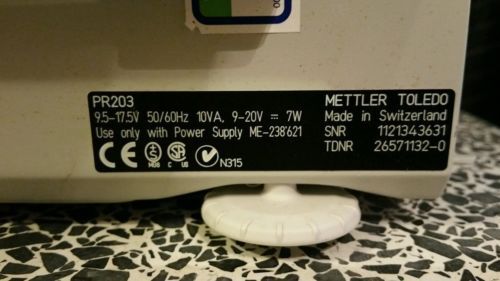 PR203
9.5-17.5V 50/60Hz 10VA, 9-20V ⎓ 7W
Use only with Power Supply ME-238'621
METTLER TOLEDO
Made in Switzerland
SNR 1121343631
TDNR 26571132-0
CE
C US
N315